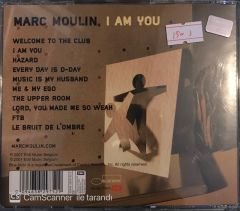 MARC MOULIN, I AM YOU
WELCOME TO THE CLUB
I AM YOU
HAZARD
EVERY DAY IS D-DAY
MUSIC IS MY HUSBAND
ME & MY EGO
THE UPPER ROOM
LORD, YOU MADE ME SO WEAK
FTB
LE BRUIT DE L'OMBRE
MARCMOULIN.COM
CS CamScanner ile tarandı